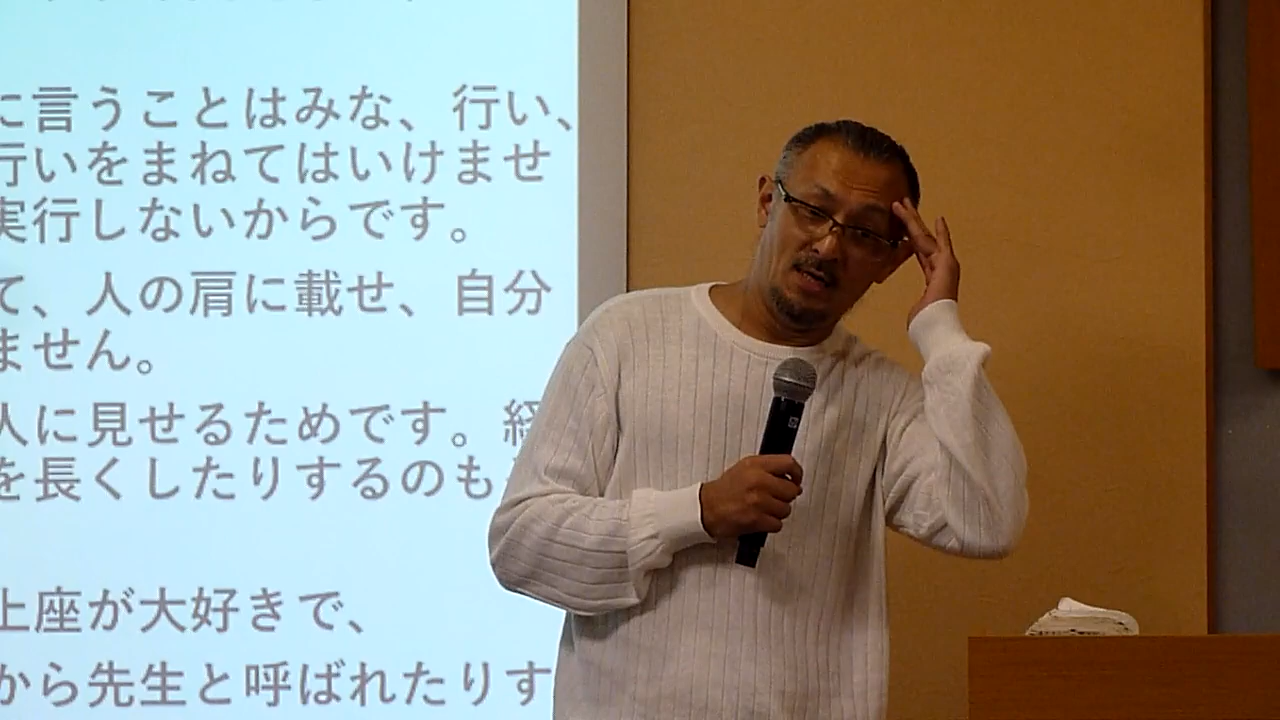 に言うことはみな、行い、
行いをまねてはいけませ
実行しないからです。
て、人の肩に載せ、自分
ません。
人に見せるためです。経
を長くしたりするのも
上座が大好きで、
から先生と呼ばれたりす